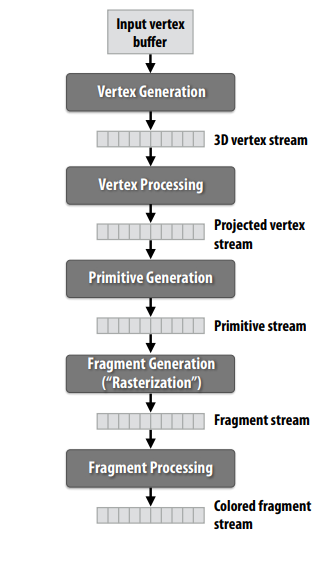 Input vertex
buffer
Vertex Generation
3D vertex stream
Vertex Processing
Projected vertex
stream
Primitive Generation
Primitive stream
Fragment Generation
(“Rasterization”)
Fragment stream
Fragment Processing
Colored fragment
stream